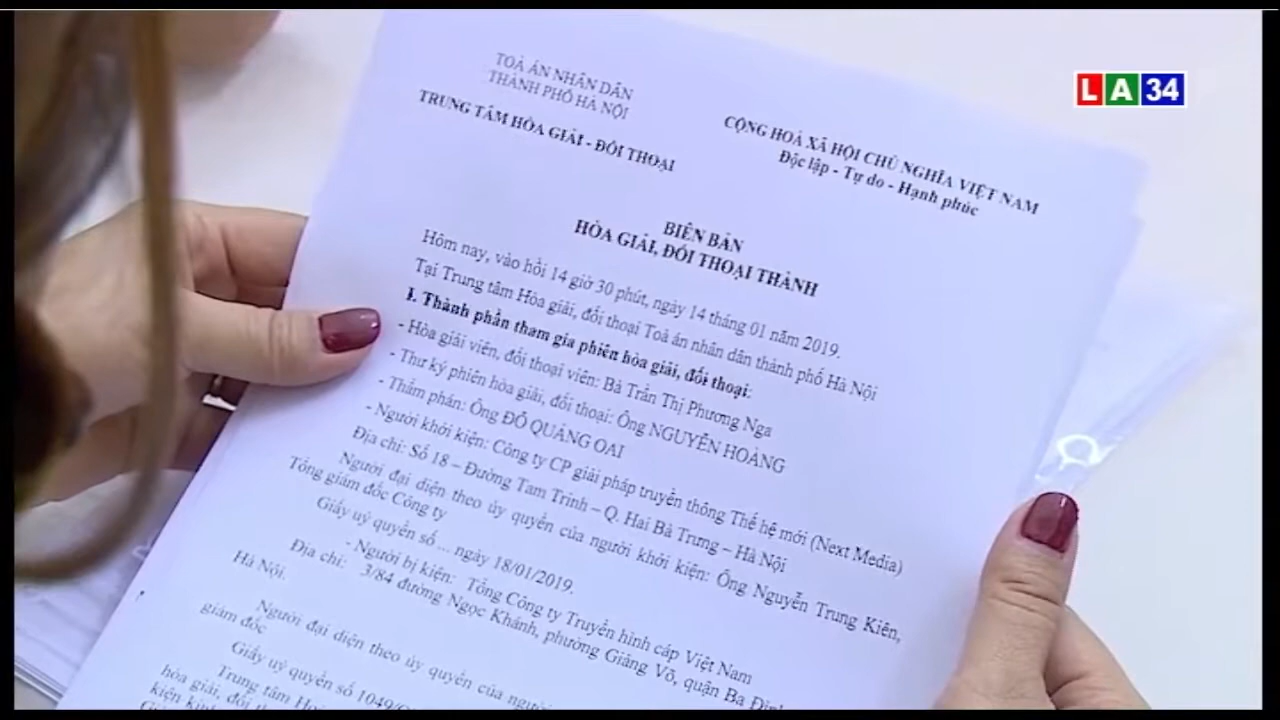 LA34
TOÀ ÁN NHÂN DÂN
THÀNH PHỐ HÀ NỘI
TRUNG TÂM HÒA GIẢI - ĐỐI THOẠI
CỘNG HOÀ XÃ HỘI CHỦ NGHĨA VIỆT NAM
Độc lập - Tự do - Hạnh phúc
BIÊN BẢN
HÒA GIẢI, ĐỐI THOẠI THÀNH
Hôm nay, vào hồi 14 giờ 30 phút, ngày 14 tháng 01 năm 2019.
Tại Trung tâm Hòa giải, đối thoại Toà án nhân dân thành phố Hà Nội
I. Thành phần tham gia phiên hòa giải, đối thoại:
- Hòa giải viên, đối thoại viên: Bà Trần Thị Phương Nga
- Thư ký phiên hòa giải, đối thoại: Ông NGUYỄN HOÀNG
- Thẩm phán: Ông ĐỖ QUẢNG OAI
- Người khởi kiện: Công ty CP giải pháp truyền thông Thế hệ mới (Next Media)
Địa chỉ: Số 18 – Đường Tam Trinh – Q. Hai Bà Trưng – Hà Nội
Người đại diện theo ủy quyền của người khởi kiện: Ông Nguyễn Trung Kiên,
Tổng giám đốc Công ty
Giấy uỷ quyền số ... ngày 18/01/2019.
- Người bị kiện: Tổng Công ty Truyền hình cáp Việt Nam
Địa chỉ: 3/84 đường Ngọc Khánh, phường Giảng Võ, quận Ba
Hà Nội.
Người đại diện theo ủy quyền của
giám đốc
Giấy uỷ quyền số 1049/
Trung tâm
hòa giải, đối
kiện